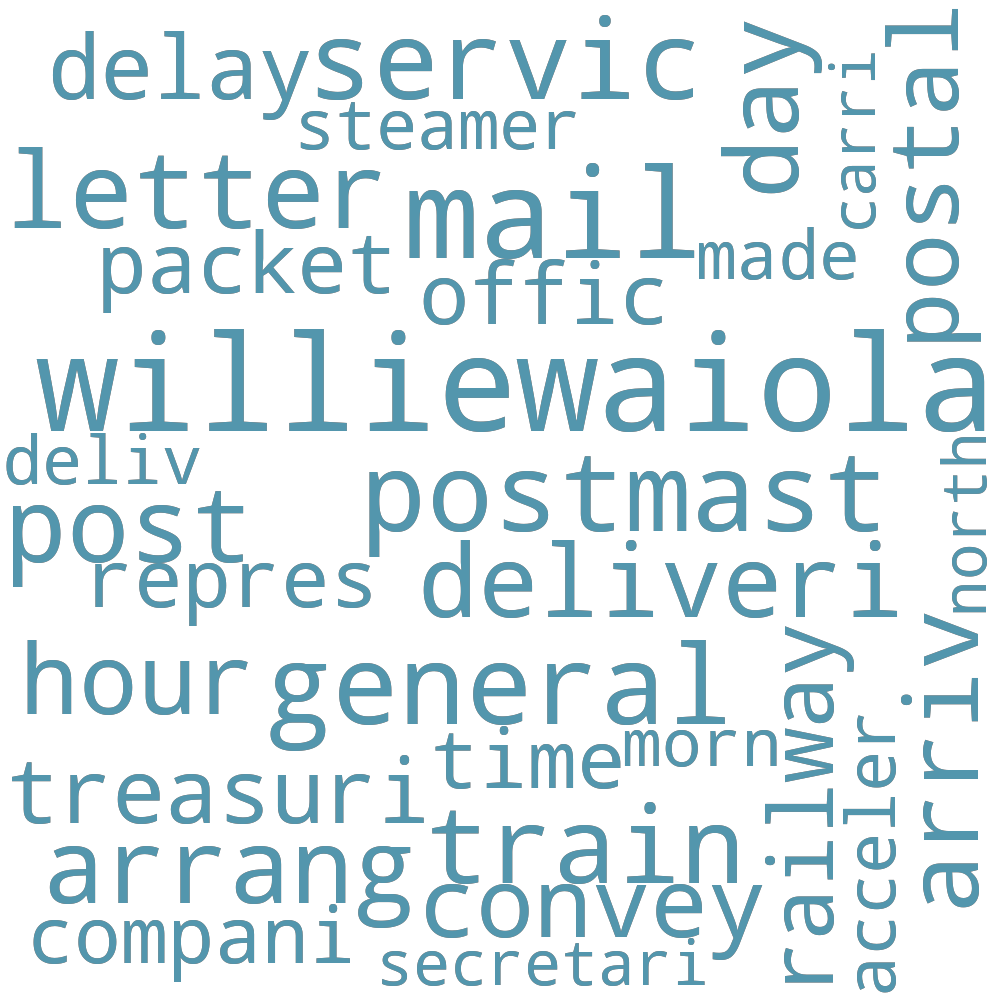 delay servic
steamer
day
carri
postal
letter mail
packet offic made
williewaiola
deliv
postmast
north
post
repres deliveri
hour general
railway
arriv
time morn
acceler
treasuri
arrang train
convey
compani secretari